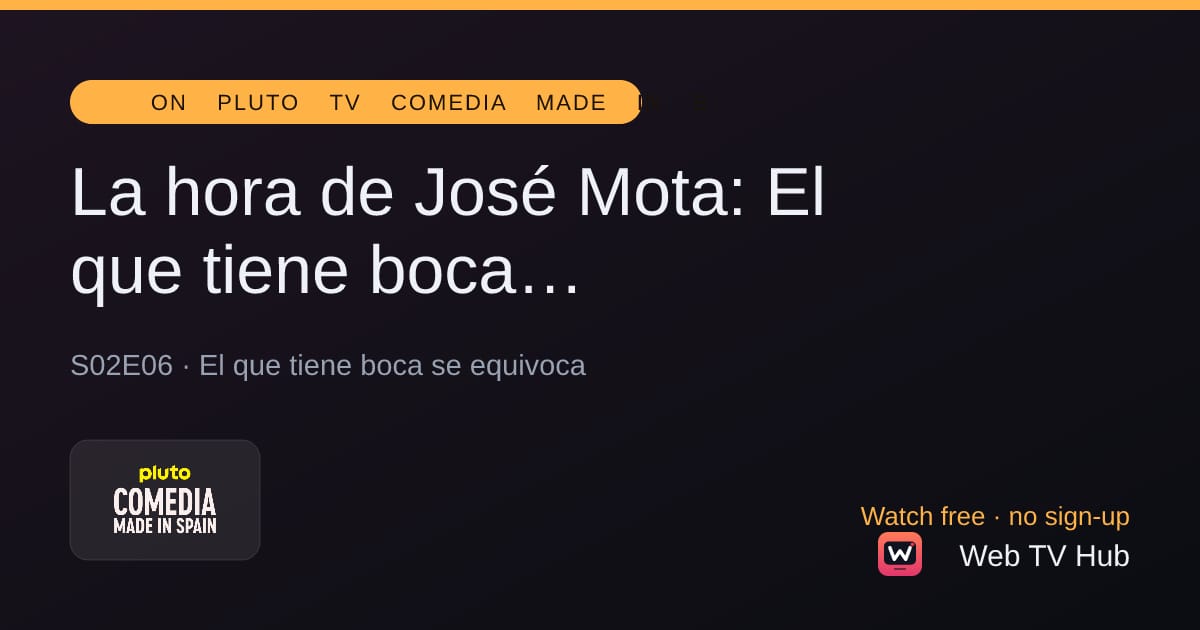 ON PLUTO TV COMEDIA MADE
La hora de José Mota: El
que tiene boca…
S02E06 · El que tiene boca se equivoca
pluto
COMEDIA
MADE IN SPAIN
Watch free · no sign-up
W
Web TV Hub